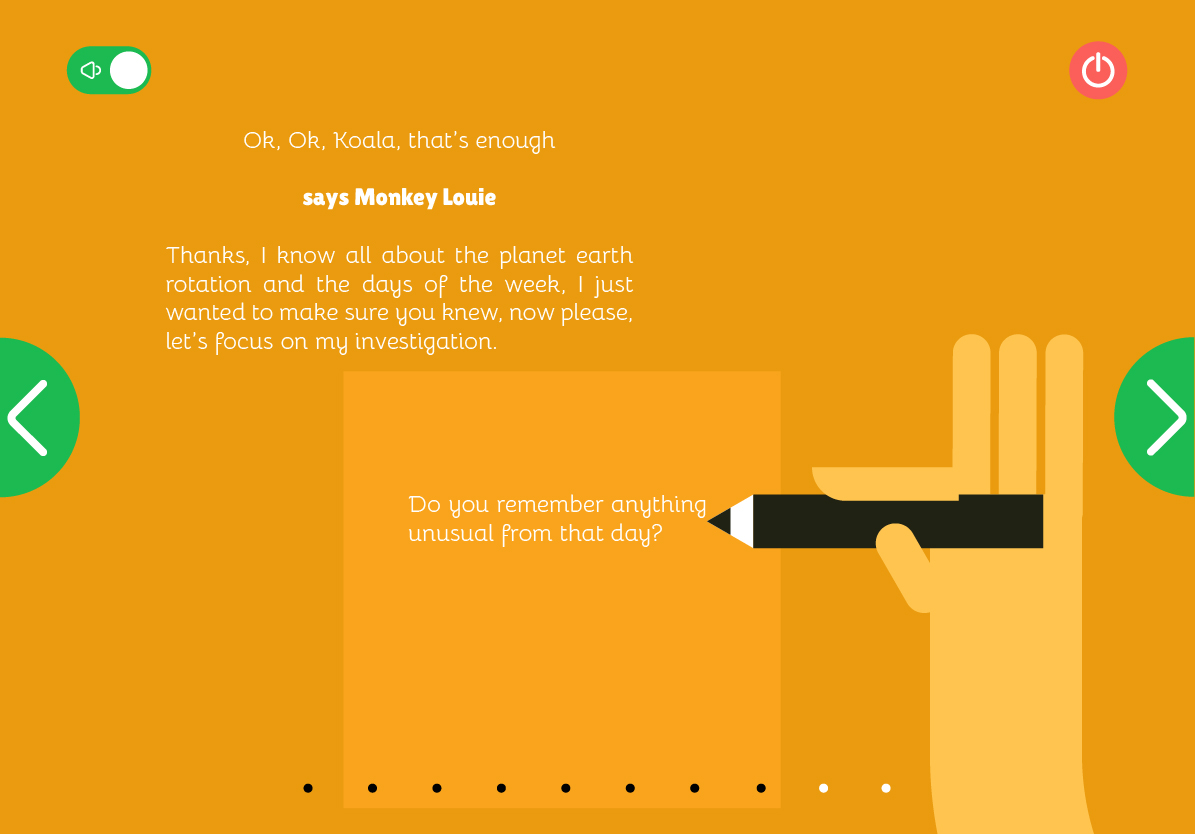 Ok, Ok, Koala, that's enough
says Monkey Louie
Thanks, I know all about the planet earth
rotation and the days of the week, I just
wanted to make sure you knew, now please,
let's focus on my investigation.
Do you remember anything
unusual from that day?